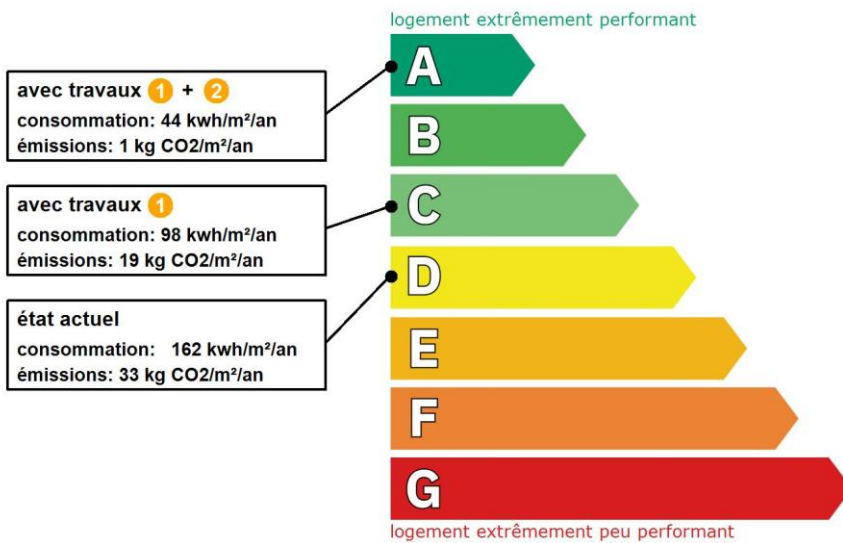 logement extrêmement performant
A
avec travaux 1 + 2
consommation: 44 kwh/m²/an
émissions: 1 kg CO2/m²/an
B
avec travaux 1
consommation: 98 kwh/m²/an
émissions: 19 kg CO2/m²/an
C
D
état actuel
consommation: 162 kwh/m²/an
émissions: 33 kg CO2/m²/an
E
F
G
logement extrêmement peu performant